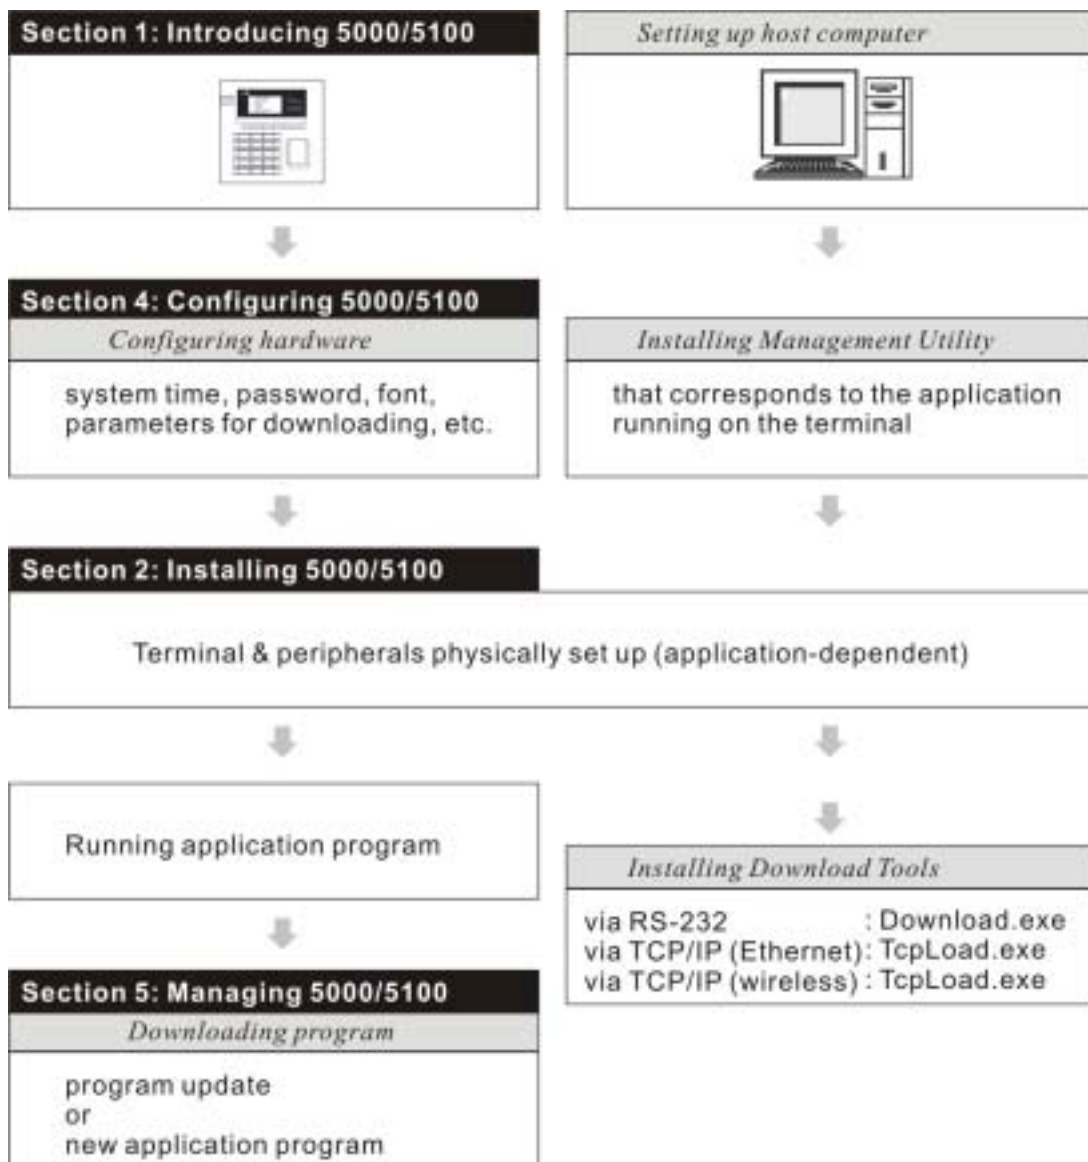 Section 1: Introducing 5000/5100
Setting up host computer
Section 4: Configuring 5000/5100
Configuring hardware
system time, password, font,
parameters for downloading, etc.
Installing Management Utility
that corresponds to the application
running on the terminal
Section 2: Installing 5000/5100
Terminal & peripherals physically set up (application-dependent)
Running application program
Installing Download Tools
via RS-232 : Download.exe
via TCP/IP (Ethernet) : TcpLoad.exe
via TCP/IP (wireless) : TcpLoad.exe
Section 5: Managing 5000/5100
Downloading program
program update
or
new application program